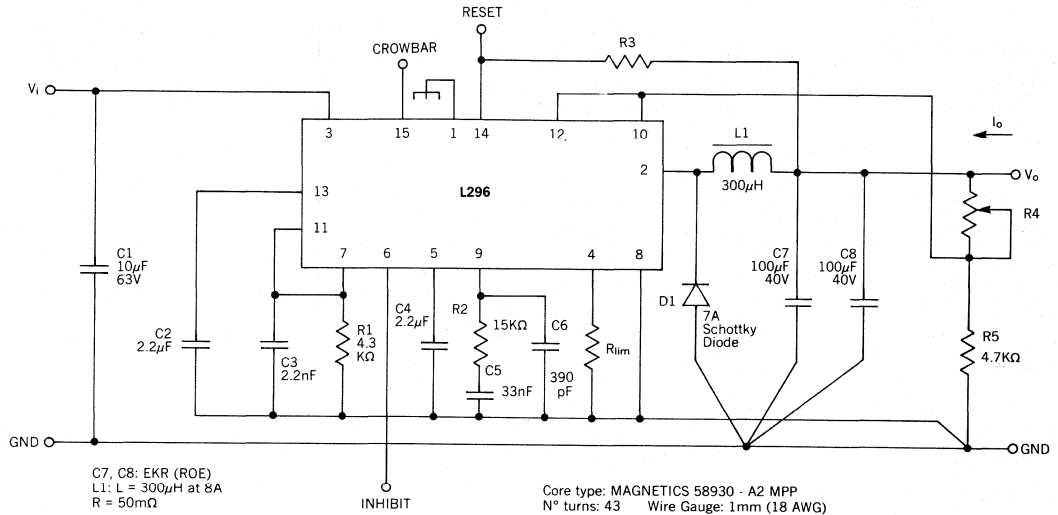 RESET
CROWBAR
R3
Vi
3
15
1
14
12
10
Io
L1
300µH
2
L296
Vo
R4
13
11
7
6
5
9
4
8
C1
10µF
63V
C2
2.2µF
C3
2.2nF
R1
4.3
KΩ
C4
2.2µF
R2
15KΩ
C5
33nF
C6
390
pF
Rlim
D1
7A
Schottky
Diode
C7
100µF
40V
C8
100µF
40V
R5
4.7KΩ
GND
GND
INHIBIT
C7, C8: EKR (ROE)
L1: L = 300µH at 8A
R = 50mΩ
Core type: MAGNETICS 58930 - A2 MPP
N° turns: 43 Wire Gauge: 1mm (18 AWG)